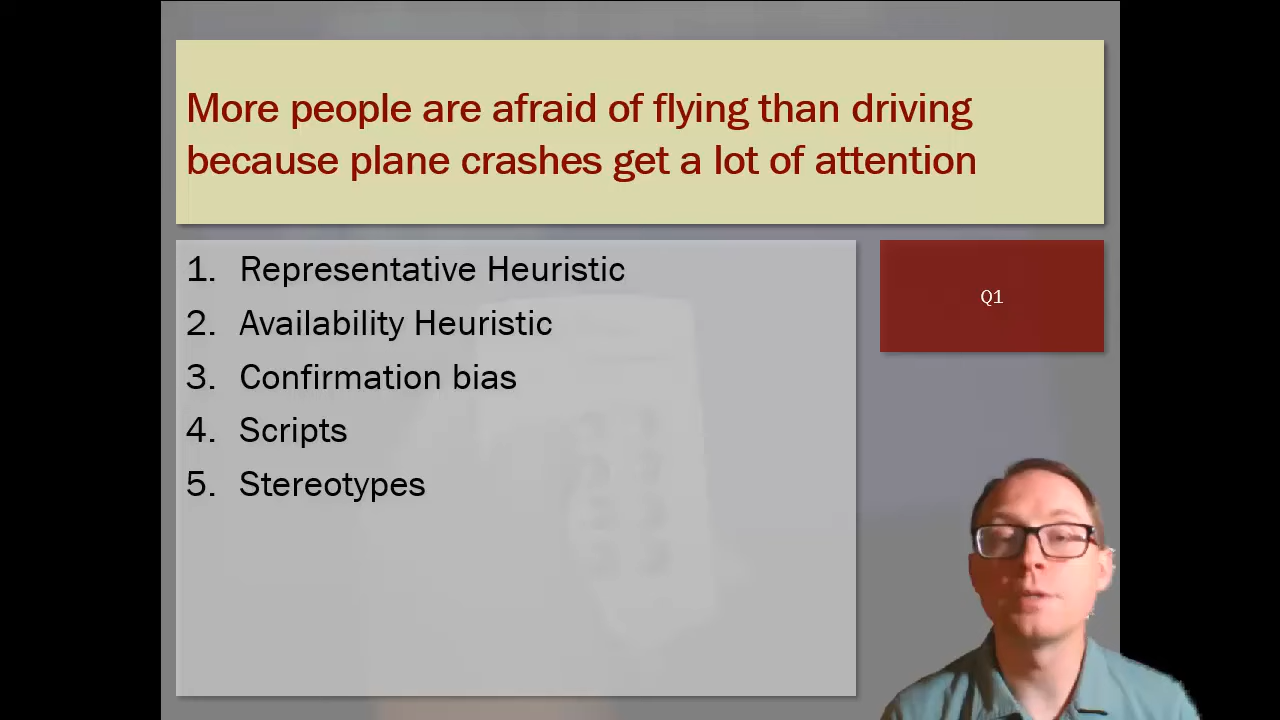 More people are afraid of flying than driving
because plane crashes get a lot of attention
1. Representative Heuristic
2. Availability Heuristic
3. Confirmation bias
4. Scripts
5. Stereotypes
Q1